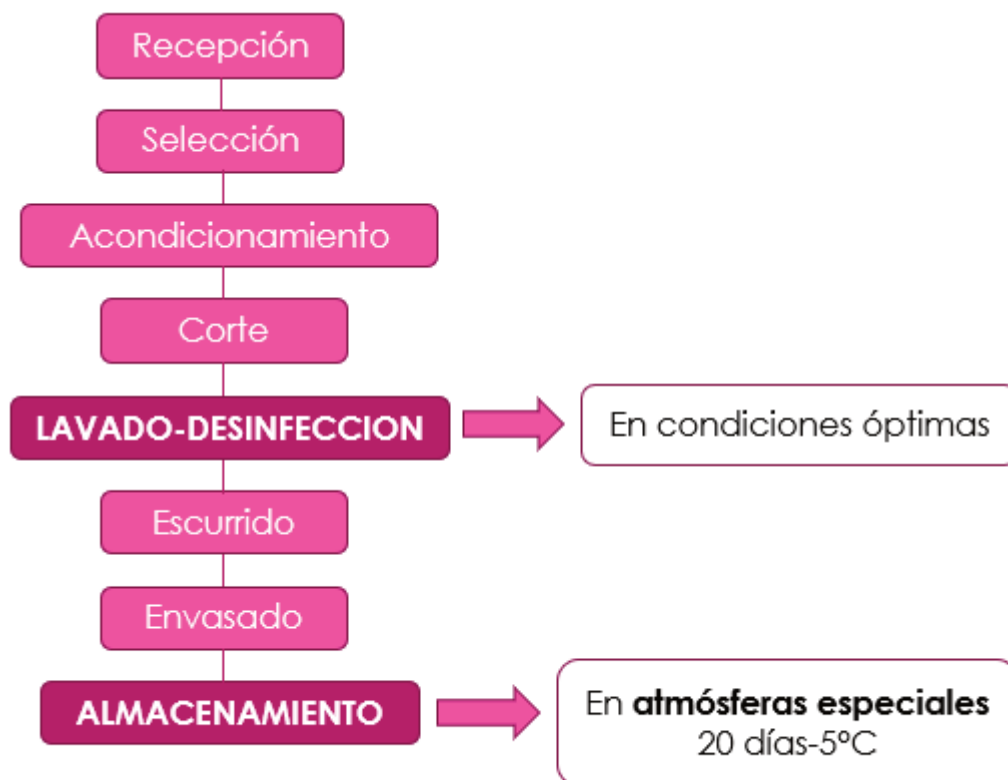 Recepción
Selección
Acondicionamiento
Corte
LAVADO-DESINFECCION
En condiciones óptimas
Escurrido
Envasado
ALMACENAMIENTO
En atmósferas especiales
20 días-5ºC